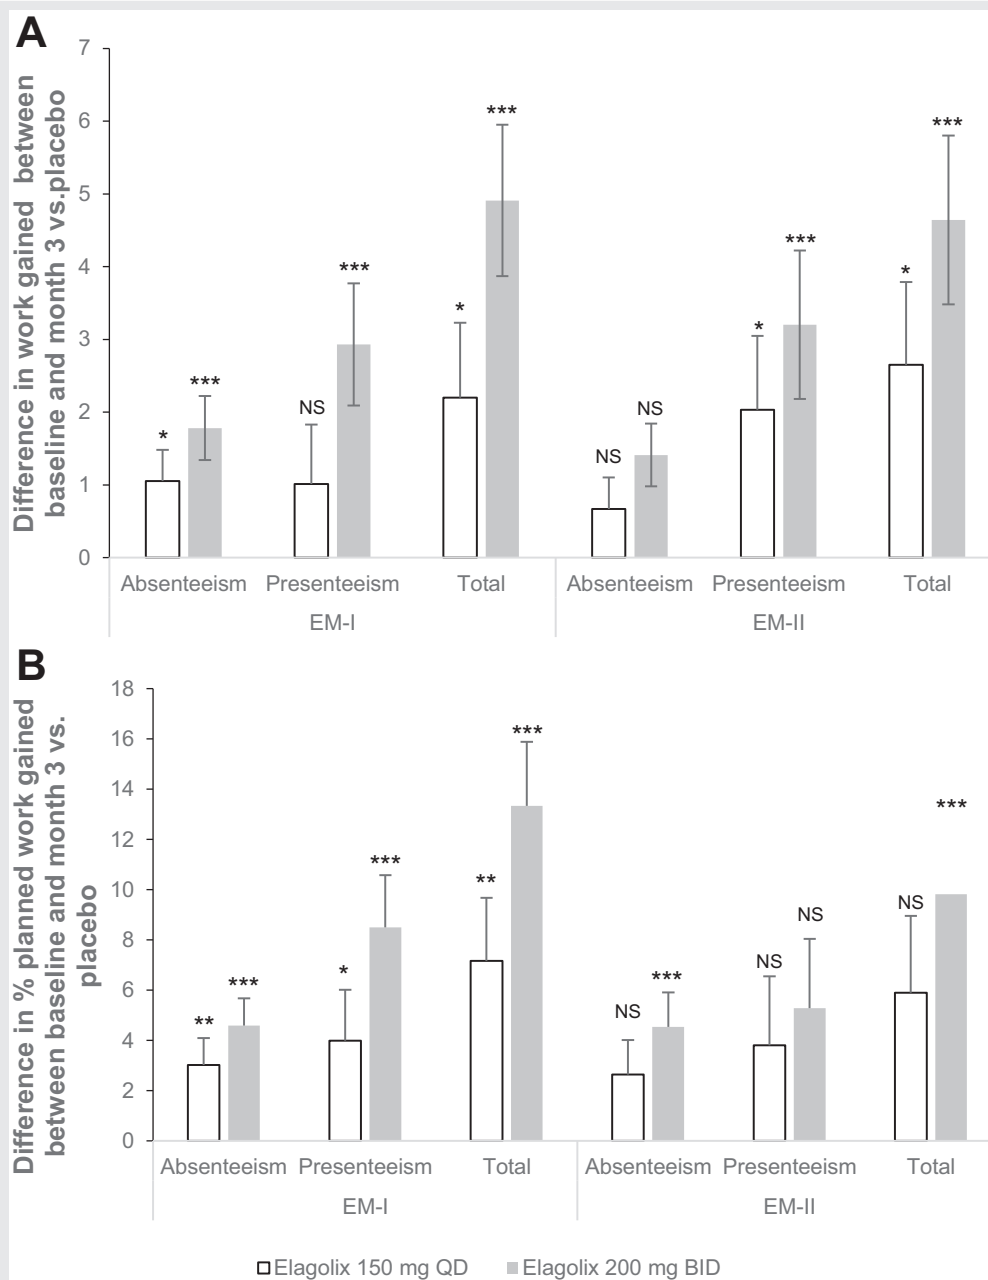 A
Difference in work gained between
baseline and month 3 vs.placebo
7
6
5
4
3
2
1
0
* *** NS *** * *** NS NS * *** * ***
Absenteeism Presenteeism Total Absenteeism Presenteeism Total
EM-I EM-II
B
Difference in % planned work gained
between baseline and month 3 vs.
placebo
18
16
14
12
10
8
6
4
2
0
** *** * *** ** *** NS *** NS NS NS ***
Absenteeism Presenteeism Total Absenteeism Presenteeism Total
EM-I EM-II
Elagolix 150 mg QD Elagolix 200 mg BID